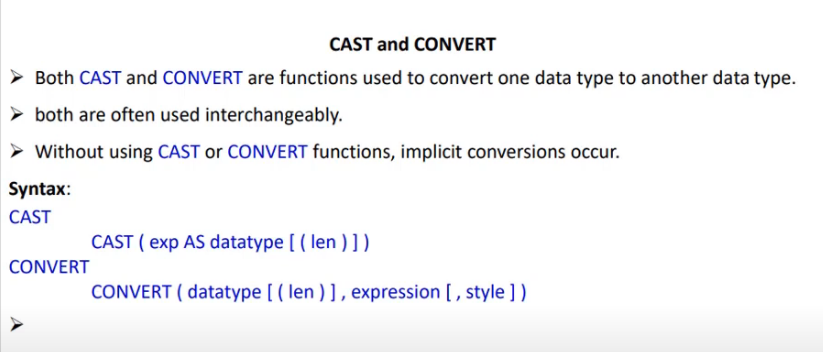 CAST and CONVERT
➤ Both CAST and CONVERT are functions used to convert one data type to another data type.
➤ both are often used interchangeably.
➤ Without using CAST or CONVERT functions, implicit conversions occur.
Syntax:
CAST
CAST ( exp AS datatype [ ( len ) ] )
CONVERT
CONVERT ( datatype [ ( len ) ] , expression [ , style ] )
➤